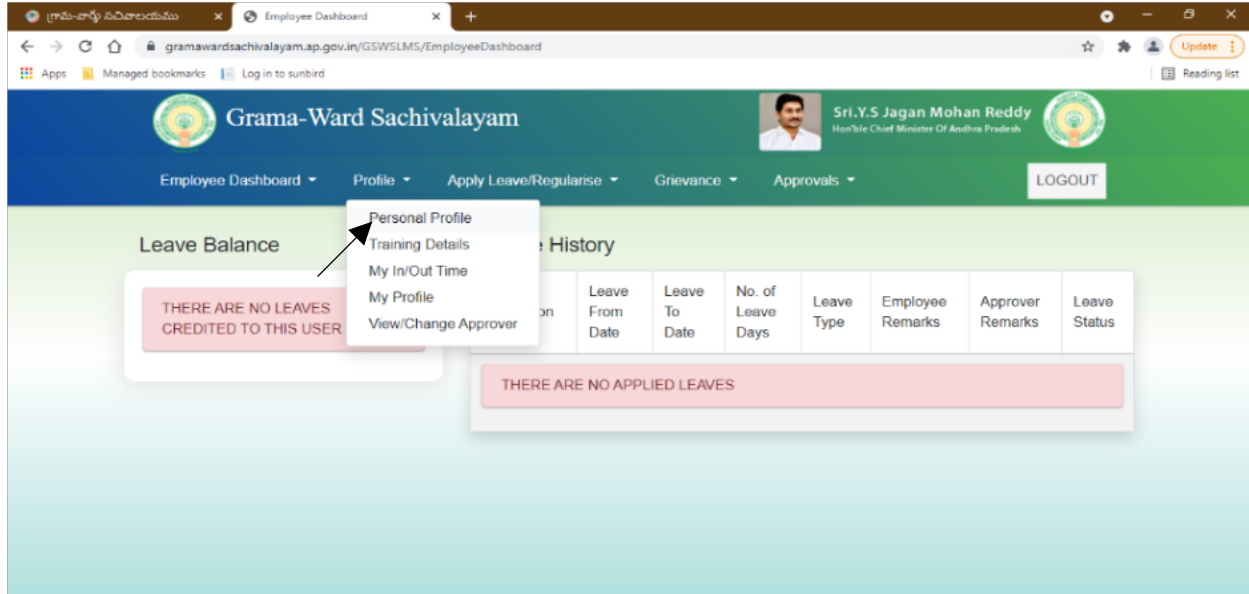 గ్రామ-వార్డు సచివాలయము
Employee Dashboard
gramawardsachivalayam.ap.gov.in/GSWSLMS/EmployeeDashboard
Update
Apps Managed bookmarks Log in to sunbird Reading list
Grama-Ward Sachivalayam
Sri.Y.S Jagan Mohan Reddy
Hon'ble Chief Minister Of Andhra Pradesh
Employee Dashboard Profile Apply Leave/Regularise Grievance Approvals LOGOUT
Personal Profile
Training Details
My In/Out Time
My Profile
View/Change Approver
Leave Balance
THERE ARE NO LEAVES
CREDITED TO THIS USER
History
Leave From Date
Leave To Date
No. of Leave Days
Leave Type
Employee Remarks
Approver Remarks
Leave Status
THERE ARE NO APPLIED LEAVES